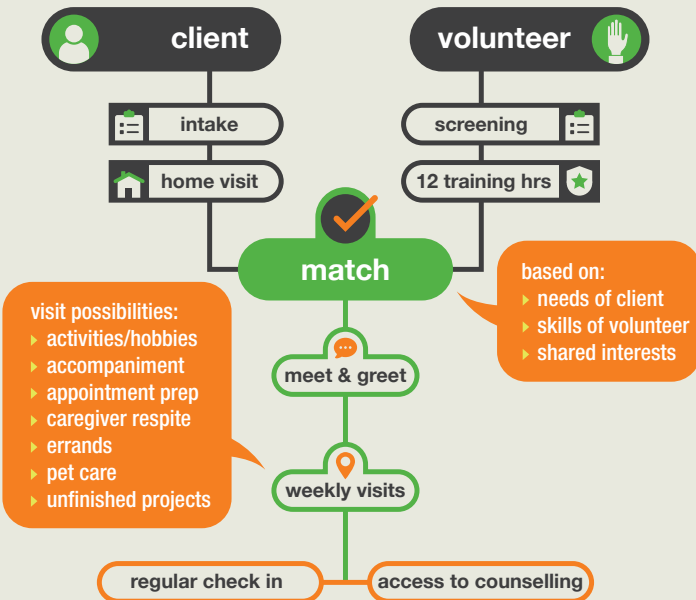 client
volunteer
intake
screening
home visit
12 training hrs
match
based on:
needs of client
skills of volunteer
shared interests
visit possibilities:
activities/hobbies
accompaniment
appointment prep
caregiver respite
errands
pet care
unfinished projects
meet & greet
weekly visits
regular check in
access to counselling